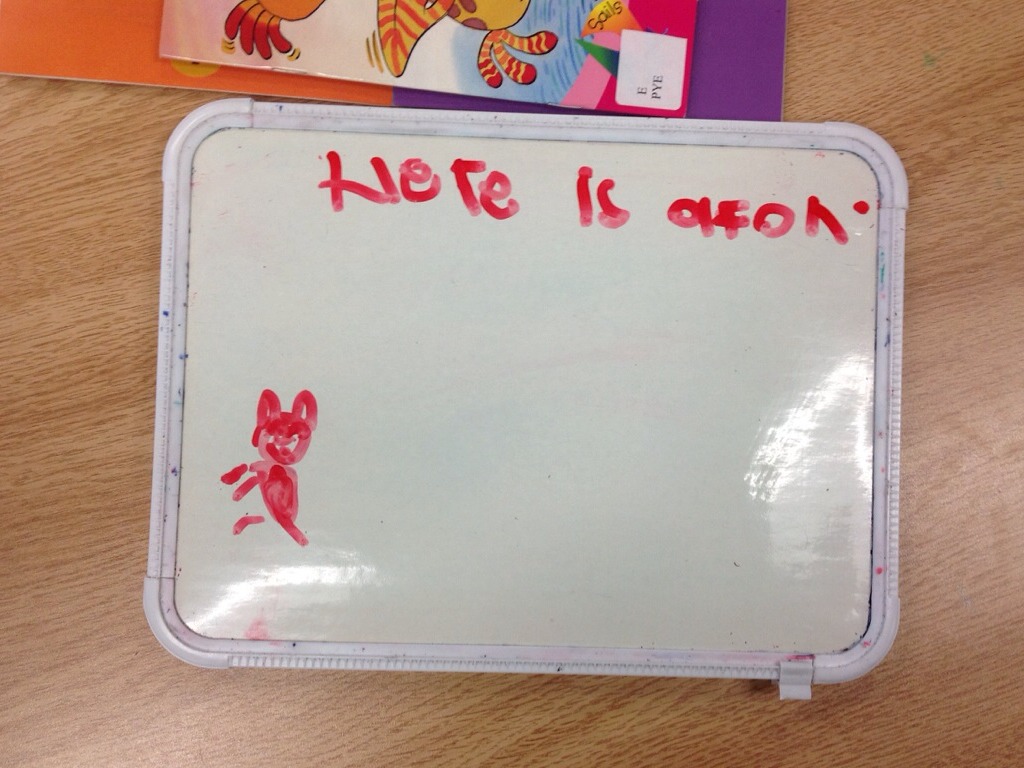 Sails
E
PYE
Here is afox.